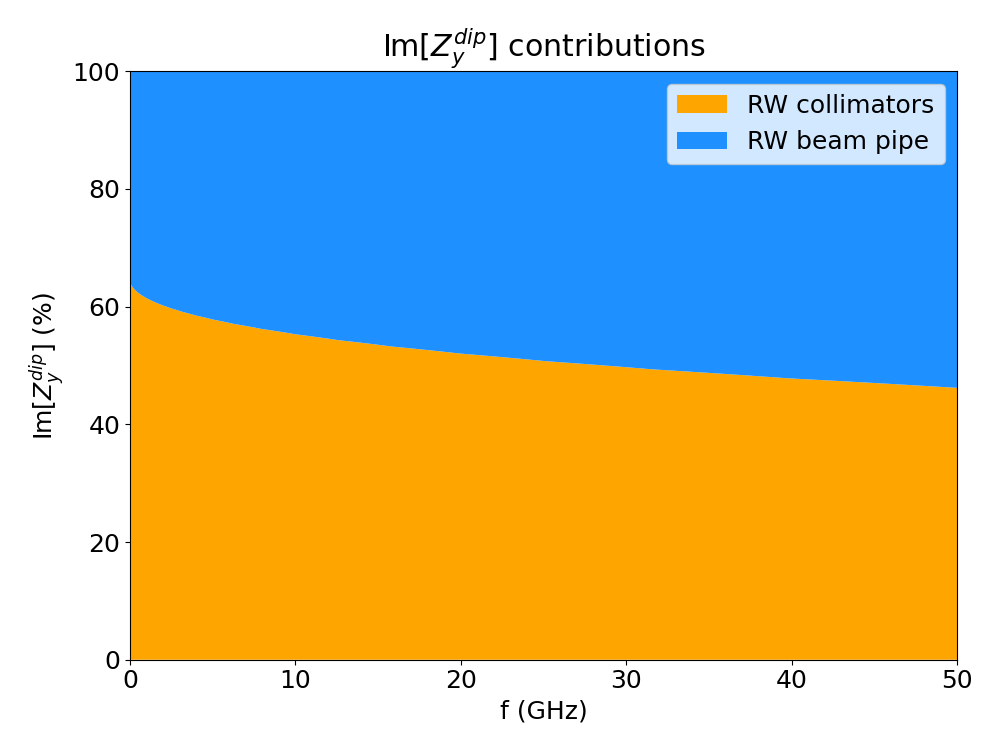 Im[$Z_y^{dip}$] contributions
100
80
60
40
20
0
Im[$Z_y^{dip}$] (%)
RW collimators
RW beam pipe
0 10 20 30 40 50
f (GHz)